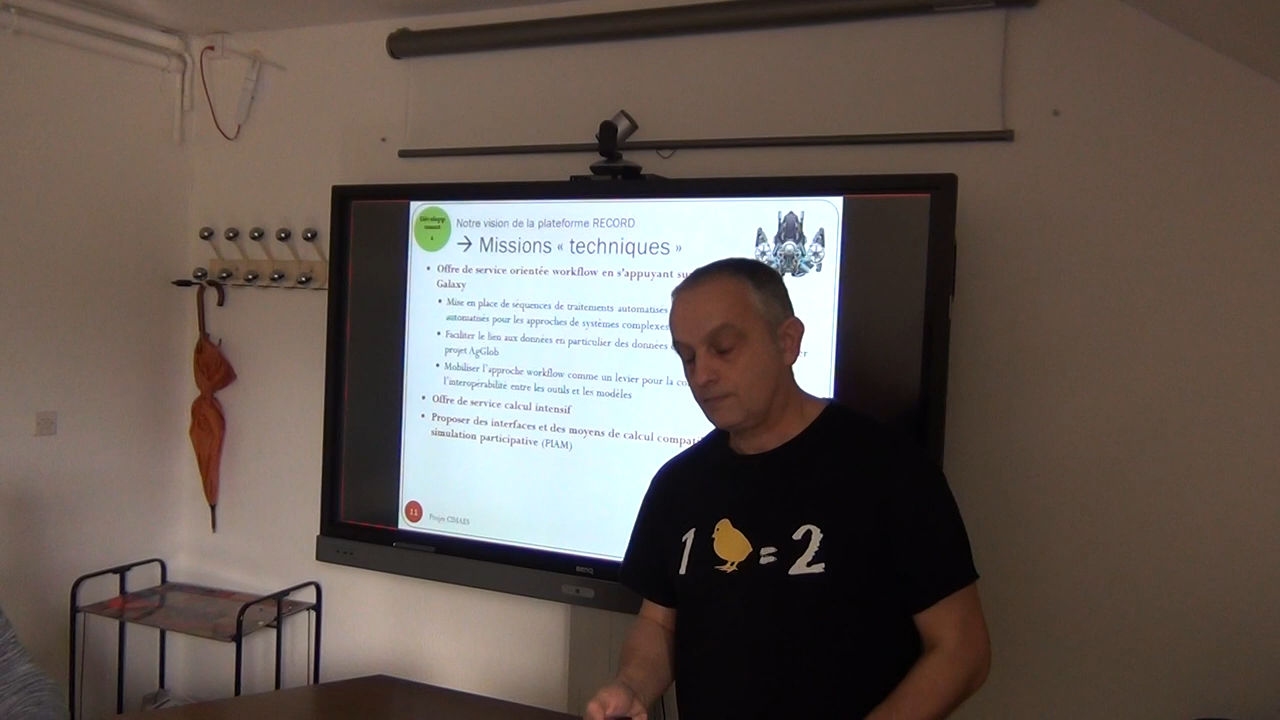 Notre vision de la plateforme RECORD
→ Missions « techniques »
• Offre de service orientée workflow en s'appuyant su
Galaxy
• Mise en place de séquences de traitements automatisés
automatisés pour les approches de systèmes complexes
• Faciliter le lien aux données en particulier des données
projet AgGlob
• Mobiliser l'approche workflow comme un levier pour la co
l'interopérabilité entre les outils et les modèles
• Offre de service calcul intensif
• Proposer des interfaces et des moyens de calcul compat
simulation participative (FIAM)
11
Projet CIMAES
BENQ
1 = 2